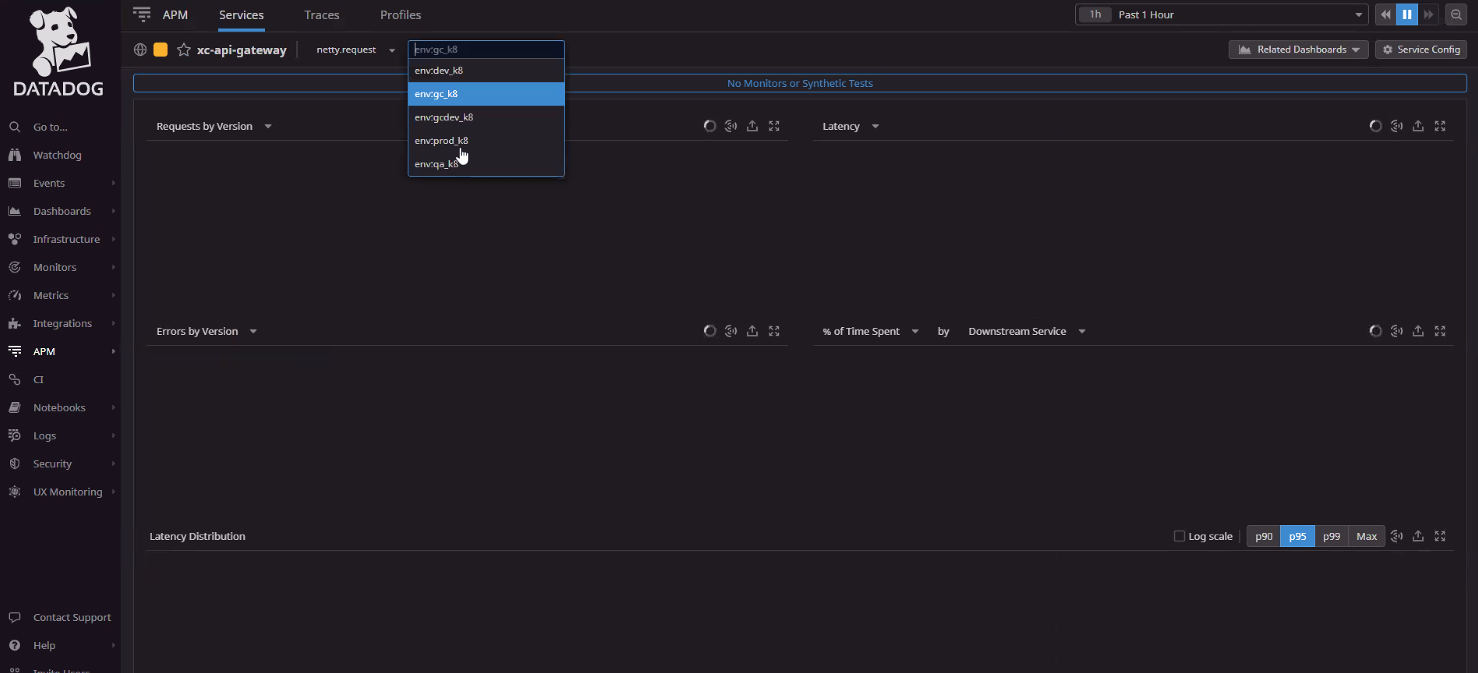 APM
Services
Traces
Profiles
1h
Past 1 Hour
xc-api-gateway
netty.request
env:gc_k8
Related Dashboards
Service Config
env:dev_k8
env:gc_k8
env:gcdev_k8
env:prod_k8
env:qa_k8
No Monitors or Synthetic Tests
DATADOG
Go to...
Watchdog
Events
Dashboards
Infrastructure
Monitors
Metrics
Integrations
APM
CI
Notebooks
Logs
Security
UX Monitoring
Contact Support
Help
Invite Users
Requests by Version
Latency
Errors by Version
% of Time Spent by Downstream Service
Latency Distribution
Log scale
p90
p95
p99
Max